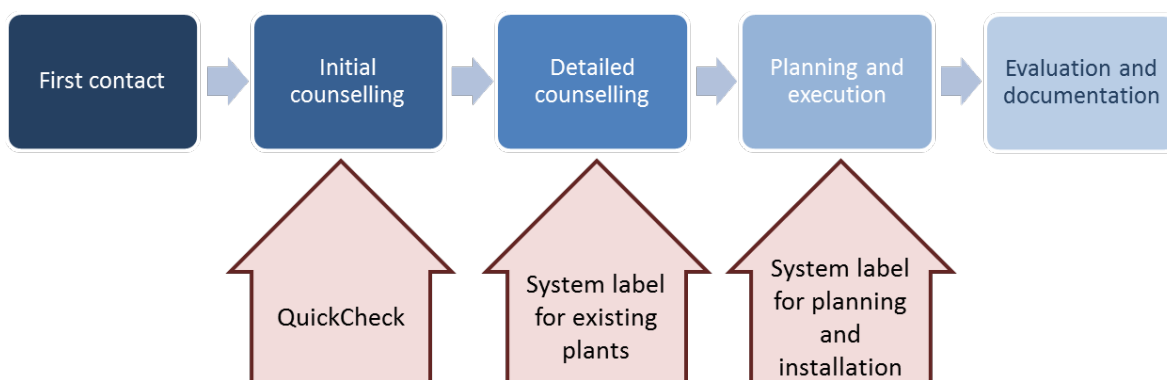 First contact
Initial
counselling
Detailed
counselling
Planning and
execution
Evaluation and
documentation
QuickCheck
System label
for existing
plants
System label
for planning
and
installation